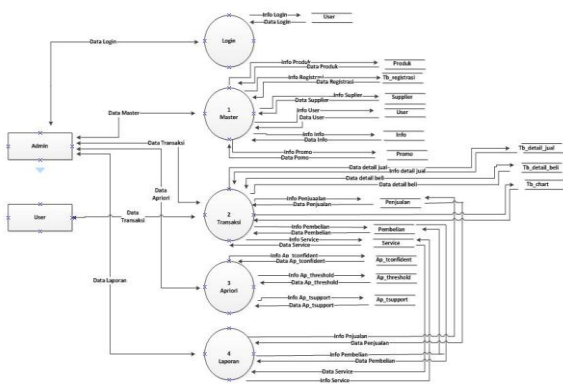 Info Login
User
Data Login
Data Login
Login
Info Produk
Produk
Data Produk
Info Registrasi
Tb_registrasi
Data Registrasi
Info Suplier
Supplier
Data Supplier
Data Master
1
Master
Info User
User
Data User
Info Info
Info
Data Info
Info Promo
Promo
Data Pomo
Admin
Data Transaksi
Data detail jual
Tb_detail_jual
Info detail jual
Data detail beli
Tb_detail_beli
Data detail beli
Tb_chart
Data
Apriori
User
Data
Transaksi
2
Transaksi
Info Penjuaalan
Penjualan
Data Penjualan
Info Pembelian
Pembelian
Data Pembelian
Info Service
Service
Data Service
Info Ap_tconfident
Ap_tconfident
Data Ap_tconfident
Data Laporan
3
Apriori
Info Ap_threshold
Ap_threshold
Data Ap_threshold
Info Ap_tsupport
Ap_tsupport
Data Ap_tsupport
4
Laporan
Info Pnjualan
Data Penjualan
Info Pembelian
Data Pembelian
Data Service
Info Service